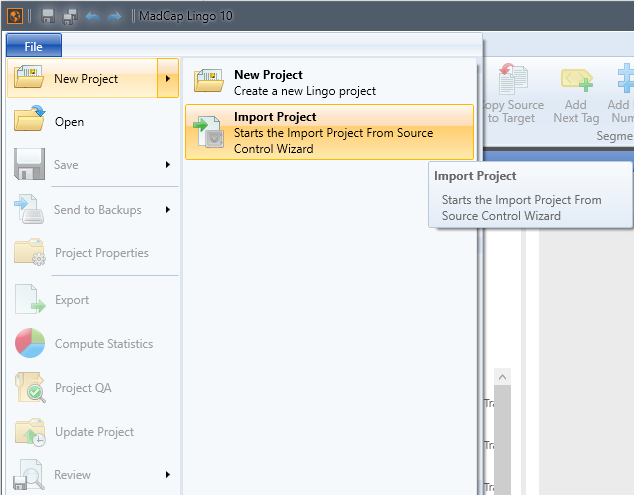 MadCap Lingo 10
File
New Project
Open
Save
Send to Backups
Project Properties
Export
Compute Statistics
Project QA
Update Project
Review
New Project
Create a new Lingo project
Import Project
Starts the Import Project From Source
Control Wizard
opy Source
to Target
Add
Next Tag
Add
Num
Segme
Import Project
Starts the Import Project From
Source Control Wizard
Tra
Tra
Tra